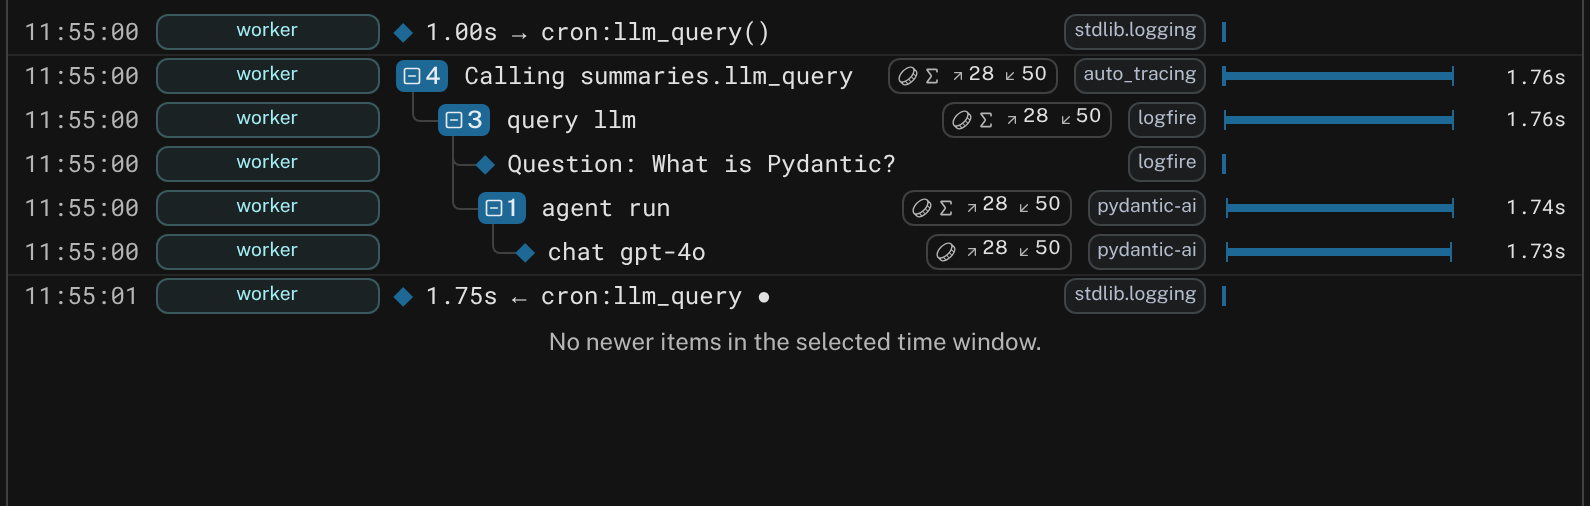 11:55:00 worker 1.00s → cron:llm_query() stdlib.logging
11:55:00 worker 4 Calling summaries.llm_query Σ ↗ 28 ↙ 50 auto_tracing 1.76s
11:55:00 worker 3 query llm Σ ↗ 28 ↙ 50 logfire 1.76s
11:55:00 worker Question: What is Pydantic? logfire
11:55:00 worker 1 agent run Σ ↗ 28 ↙ 50 pydantic-ai 1.74s
11:55:00 worker chat gpt-4o ↗ 28 ↙ 50 pydantic-ai 1.73s
11:55:01 worker 1.75s ← cron:llm_query ● stdlib.logging
No newer items in the selected time window.